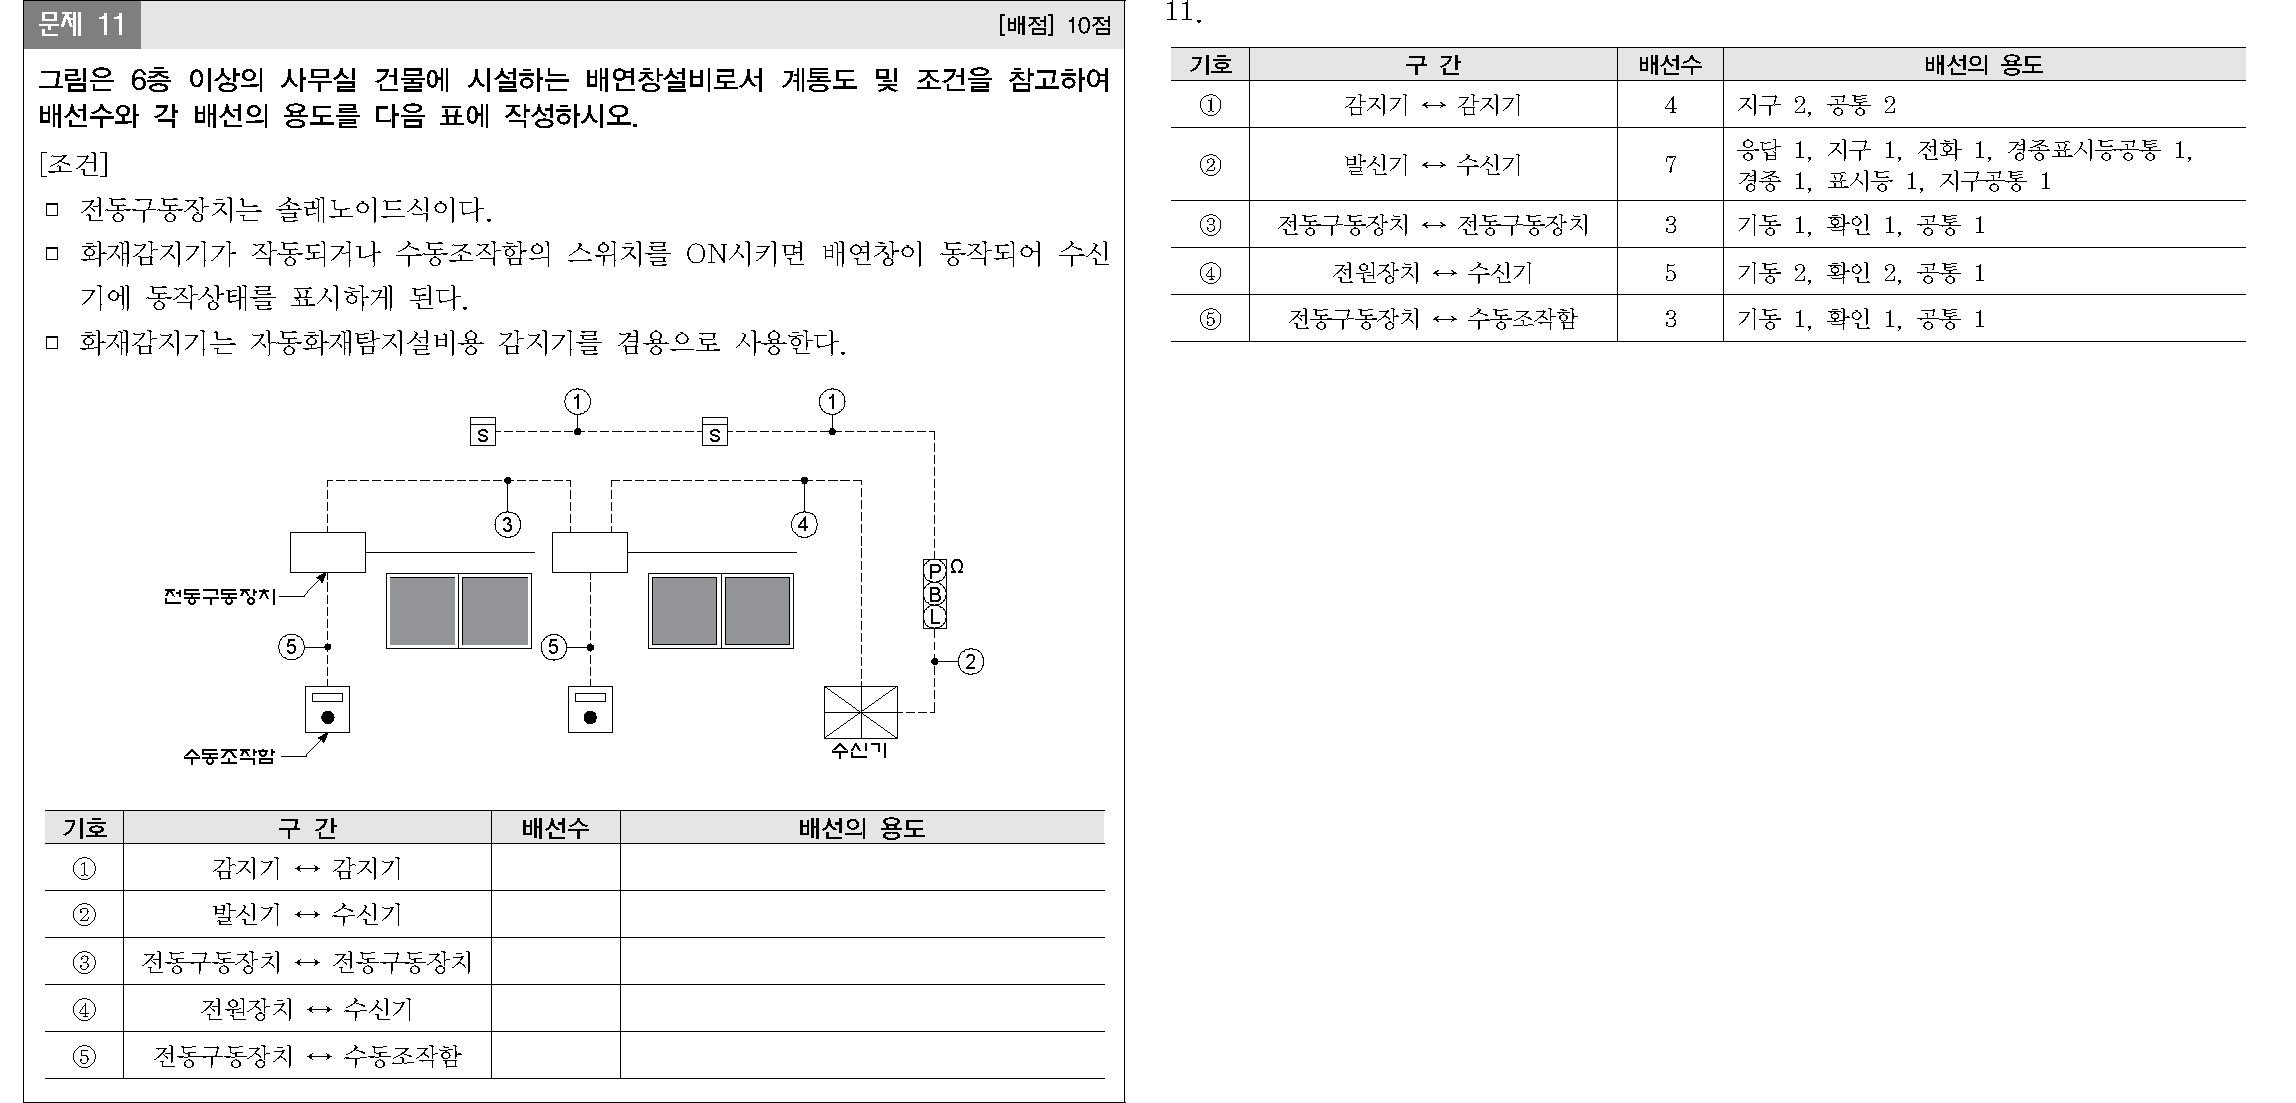 문제 11
[배점] 10점
그림은 6층 이상의 사무실 건물에 시설하는 배연창설비로서 계통도 및 조건을 참고하여
배선수와 각 배선의 용도를 다음 표에 작성하시오.
[조건]
□ 전동구동장치는 솔레노이드식이다.
□ 화재감지기가 작동되거나 수동조작함의 스위치를 ON시키면 배연창이 동작되어 수신
기에 동작상태를 표시하게 된다.
□ 화재감지기는 자동화재탐지설비용 감지기를 겸용으로 사용한다.
① ①
S S
③ ④
P Ω
B
L
전동구동장치
⑤ ⑤
②
수동조작함
수신기
기호 구 간 배선수 배선의 용도
① 감지기 ↔ 감지기
② 발신기 ↔ 수신기
③ 전동구동장치 ↔ 전동구동장치
④ 전원장치 ↔ 수신기
⑤ 전동구동장치 ↔ 수동조작함
11.
기호 구 간 배선수 배선의 용도
① 감지기 ↔ 감지기 4 지구 2, 공통 2
② 발신기 ↔ 수신기 7 응답 1, 지구 1, 전화 1, 경종표시등공통 1,
경종 1, 표시등 1, 지구공통 1
③ 전동구동장치 ↔ 전동구동장치 3 기동 1, 확인 1, 공통 1
④ 전원장치 ↔ 수신기 5 기동 2, 확인 2, 공통 1
⑤ 전동구동장치 ↔ 수동조작함 3 기동 1, 확인 1, 공통 1